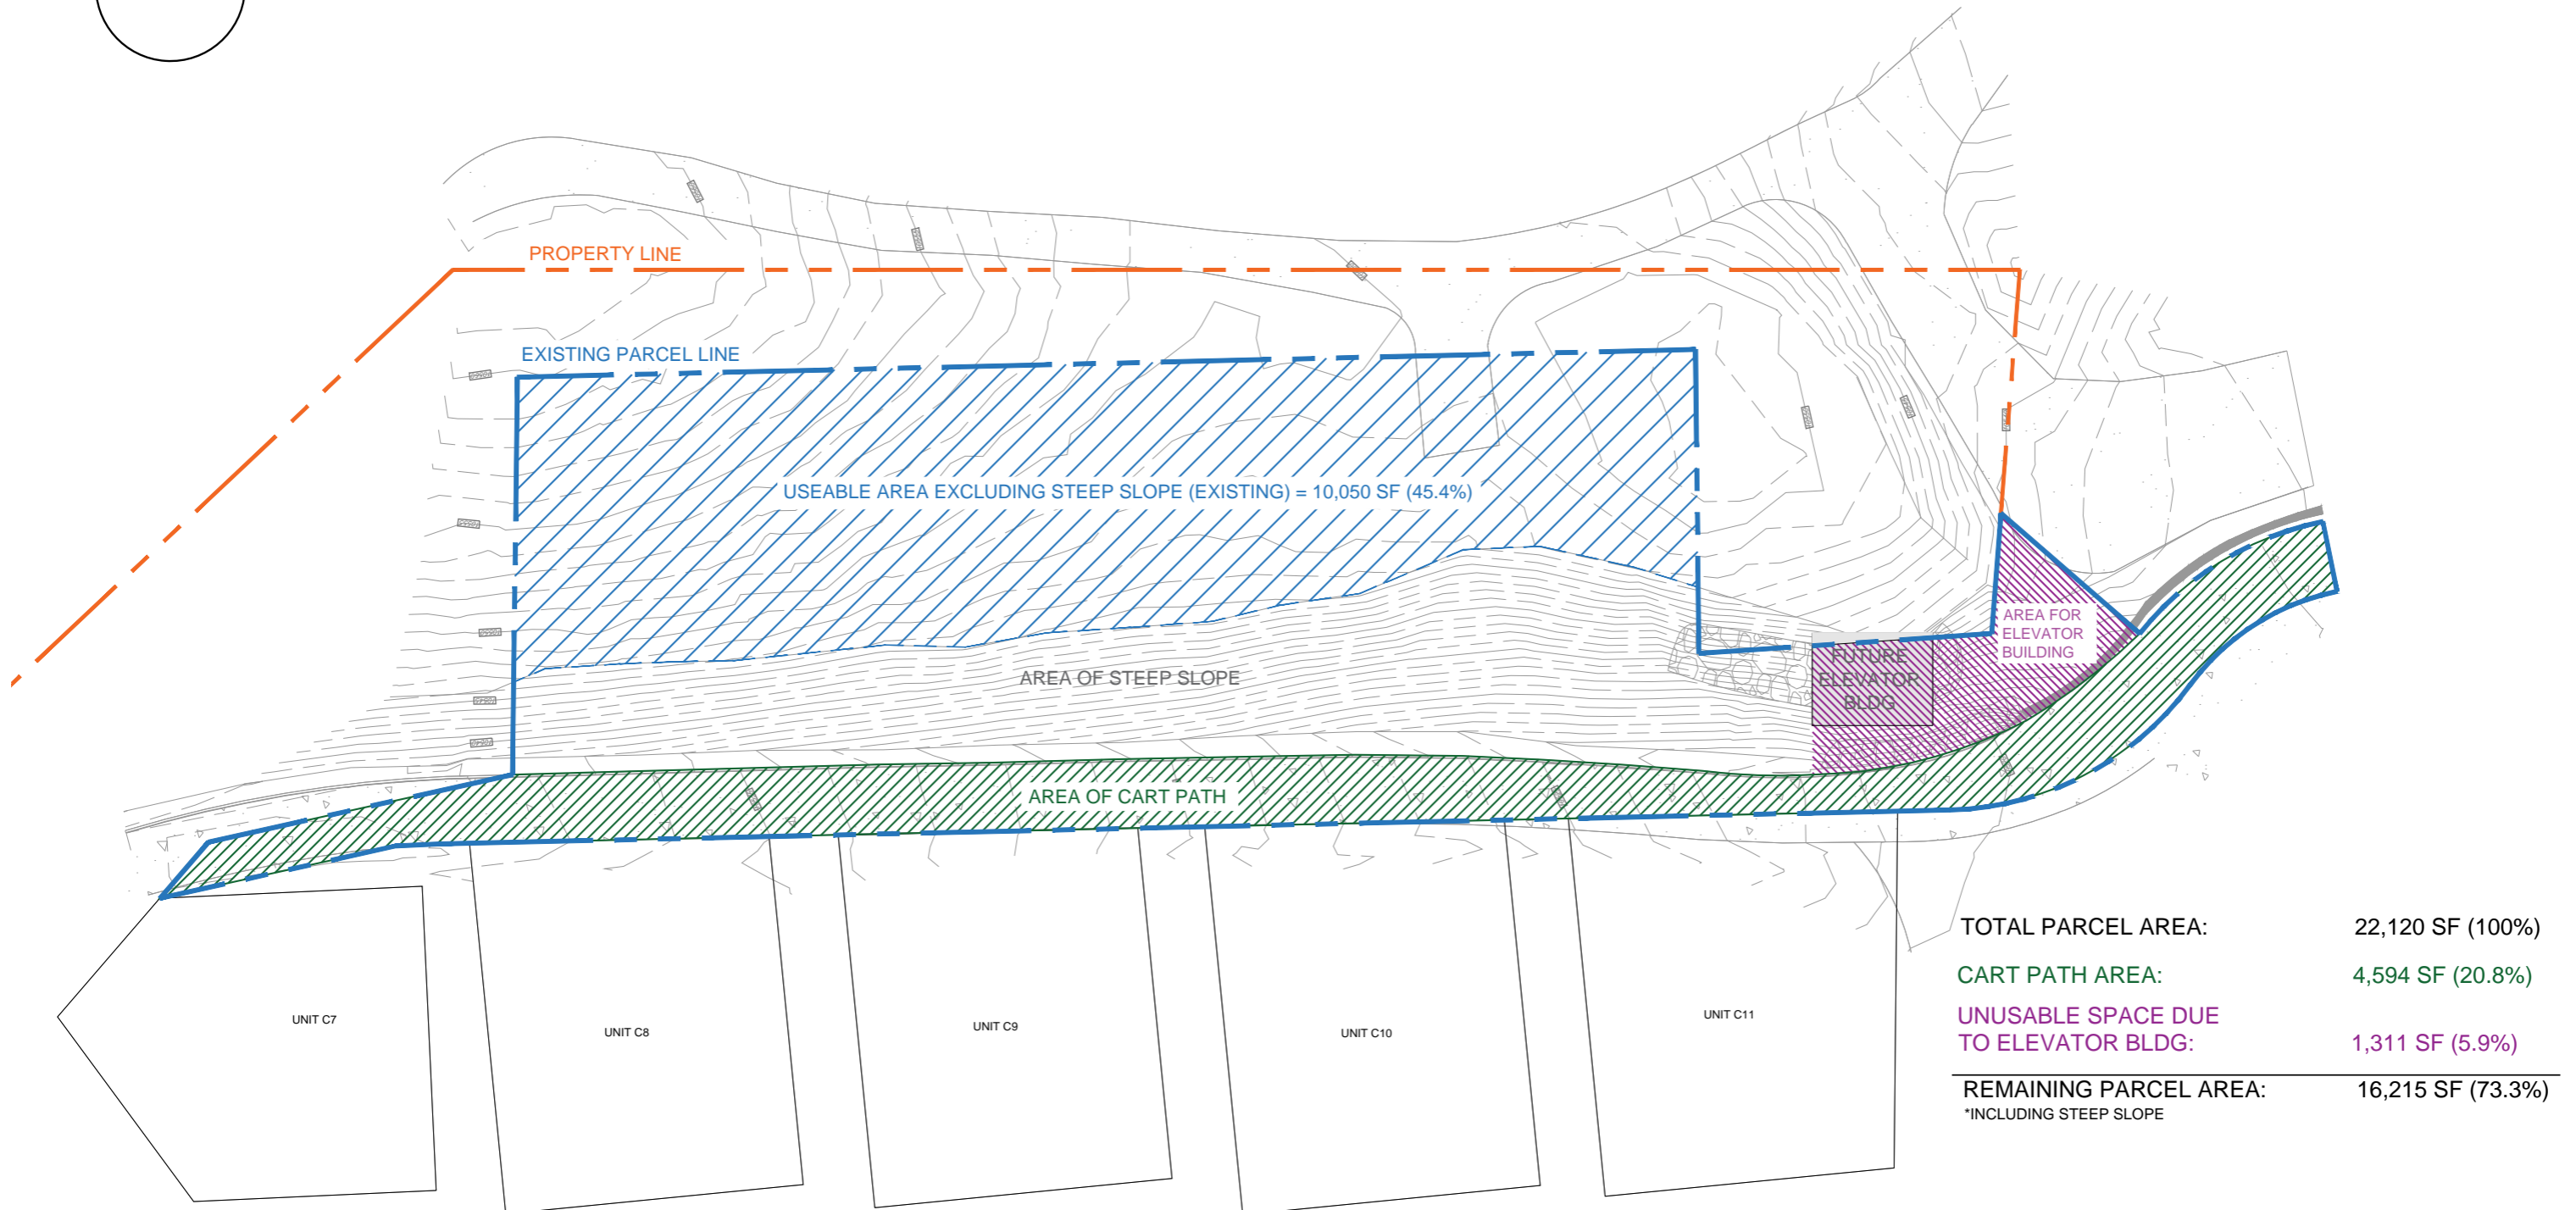 PROPERTY LINE
EXISTING PARCEL LINE
USEABLE AREA EXCLUDING STEEP SLOPE (EXISTING) = 10,050 SF (45.4%)
AREA FOR
ELEVATOR
BUILDING
FUTURE
ELEVATOR
BLDG
AREA OF STEEP SLOPE
AREA OF CART PATH
UNIT C7
UNIT C8
UNIT C9
UNIT C10
UNIT C11
TOTAL PARCEL AREA: 22,120 SF (100%)
CART PATH AREA: 4,594 SF (20.8%)
UNUSABLE SPACE DUE
TO ELEVATOR BLDG: 1,311 SF (5.9%)
REMAINING PARCEL AREA: 16,215 SF (73.3%)
*INCLUDING STEEP SLOPE